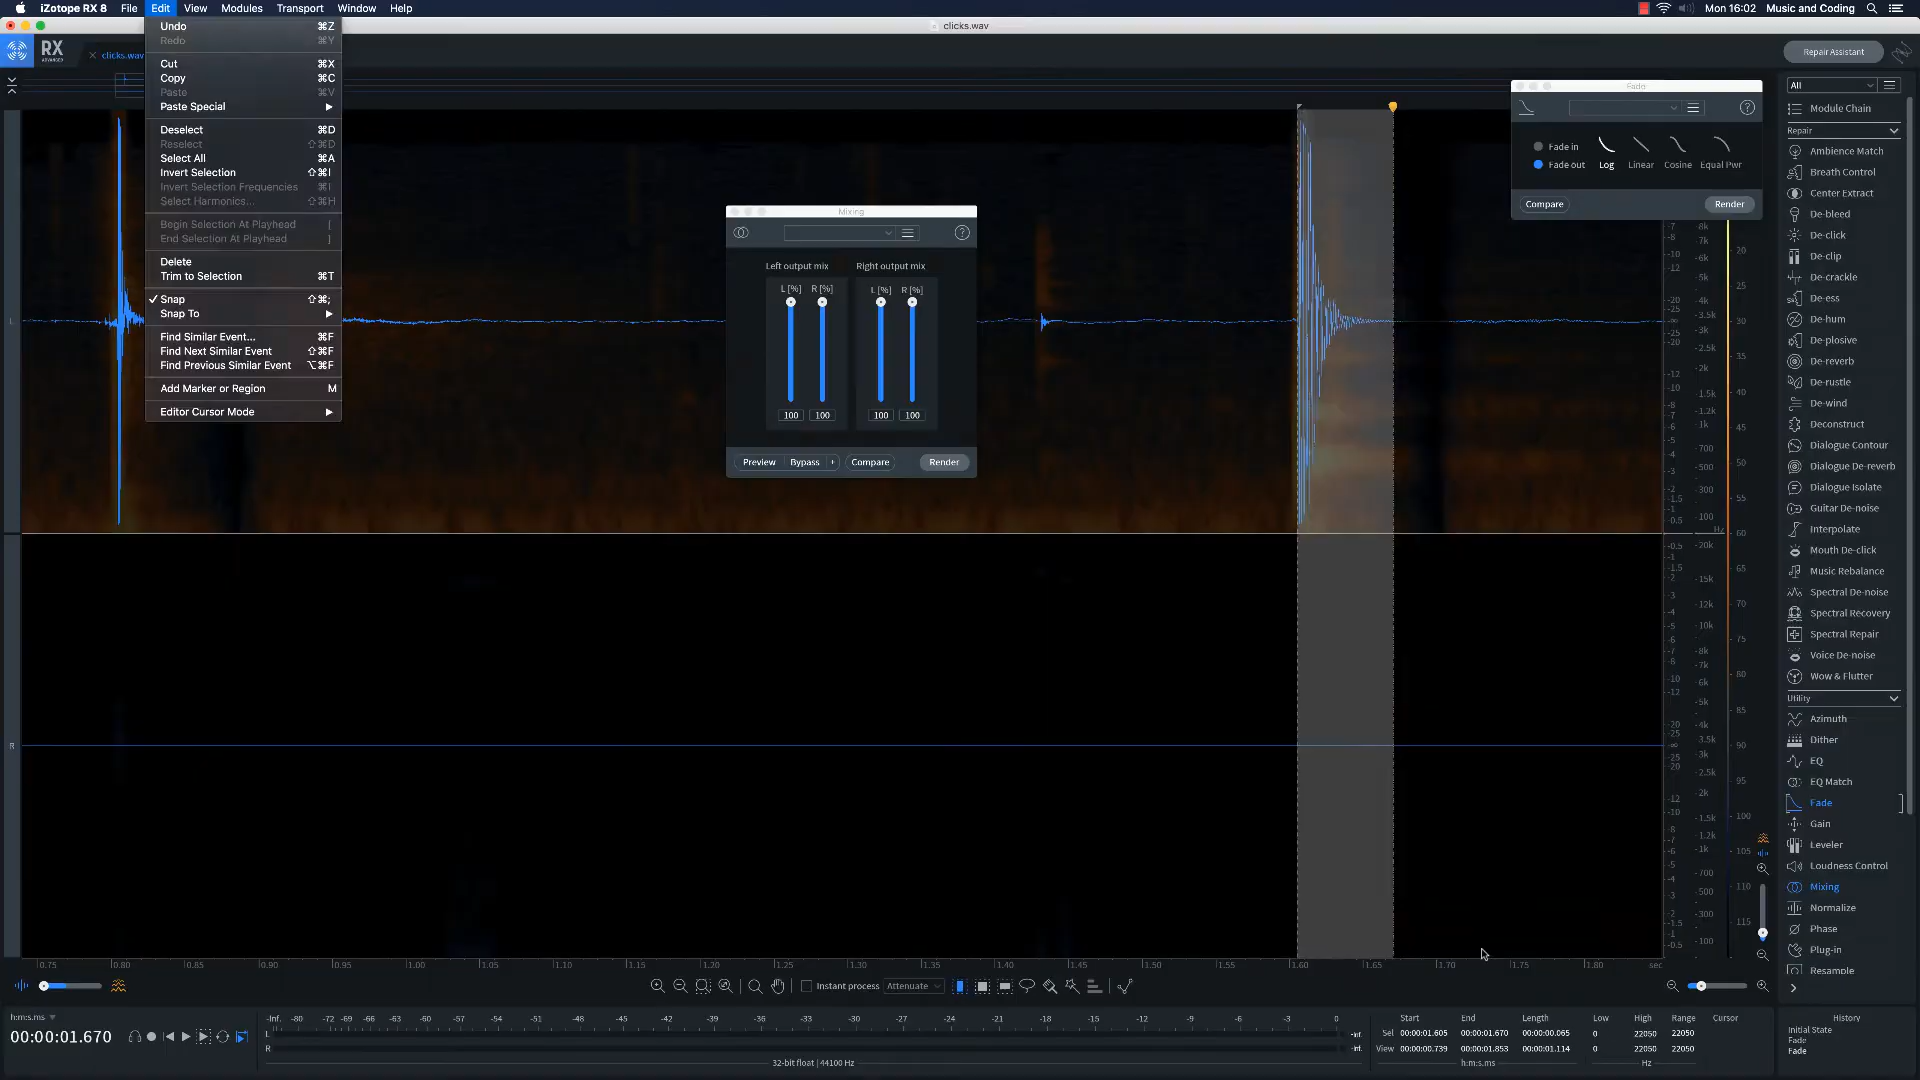 iZotope RX 8 File Edit View Modules Transport Window Help Mon 16:02 Music and Coding
clicks.wav
RX
ADVANCED
clicks.wav
Repair Assistant
Undo ⌘Z
Redo ⌘Y
Cut ⌘X
Copy ⌘C
Paste ⌘V
Paste Special
Deselect ⌘D
Reselect ⇧⌘D
Select All ⌘A
Invert Selection ⇧⌘I
Invert Selection Frequencies ⌘I
Select Harmonics... ⇧⌘H
Begin Selection At Playhead [
End Selection At Playhead ]
Delete
Trim to Selection ⌘T
✓ Snap ⇧⌘;
Snap To
Find Similar Event... ⌘F
Find Next Similar Event ⇧⌘F
Find Previous Similar Event ⌥⌘F
Add Marker or Region M
Editor Cursor Mode
Mixing
Left output mix Right output mix
L [%] R [%] L [%] R [%]
100 100 100 100
Preview Bypass + Compare Render
Fade
Fade in
Fade out
Log Linear Cosine Equal Pwr
Compare Render
All
Module Chain
Repair
Ambience Match
Breath Control
Center Extract
De-bleed
De-click
De-clip
De-crackle
De-ess
De-hum
De-plosive
De-reverb
De-rustle
De-wind
Deconstruct
Dialogue Contour
Dialogue De-reverb
Dialogue Isolate
Guitar De-noise
Interpolate
Mouth De-click
Music Rebalance
Spectral De-noise
Spectral Recovery
Spectral Repair
Voice De-noise
Wow & Flutter
Utility
Azimuth
Dither
EQ
EQ Match
Fade
Gain
Leveler
Loudness Control
Mixing
Normalize
Phase
Plug-in
Resample
L
R
0.75 0.80 0.85 0.90 0.95 1.00 1.05 1.10 1.15 1.20 1.25 1.30 1.35 1.40 1.45 1.50 1.55 1.60 1.65 1.70 1.75 1.80 sec
Instant process Attenuate
h:m:s.ms
00:00:01.670
-Inf. -80 -72 -69 -66 -63 -60 -57 -54 -51 -48 -45 -42 -39 -36 -33 -30 -27 -24 -21 -18 -15 -12 -9 -6 -3 0
L -Inf.
R -Inf.
32-bit float | 44100 Hz
Start End Length Low High Range Cursor
Sel 00:00:01.605 00:00:01.670 00:00:00.065 0 22050 22050
View 00:00:00.739 00:00:01.853 00:00:01.114 0 22050 22050
h:m:s.ms Hz
History
Initial State
Fade
Fade